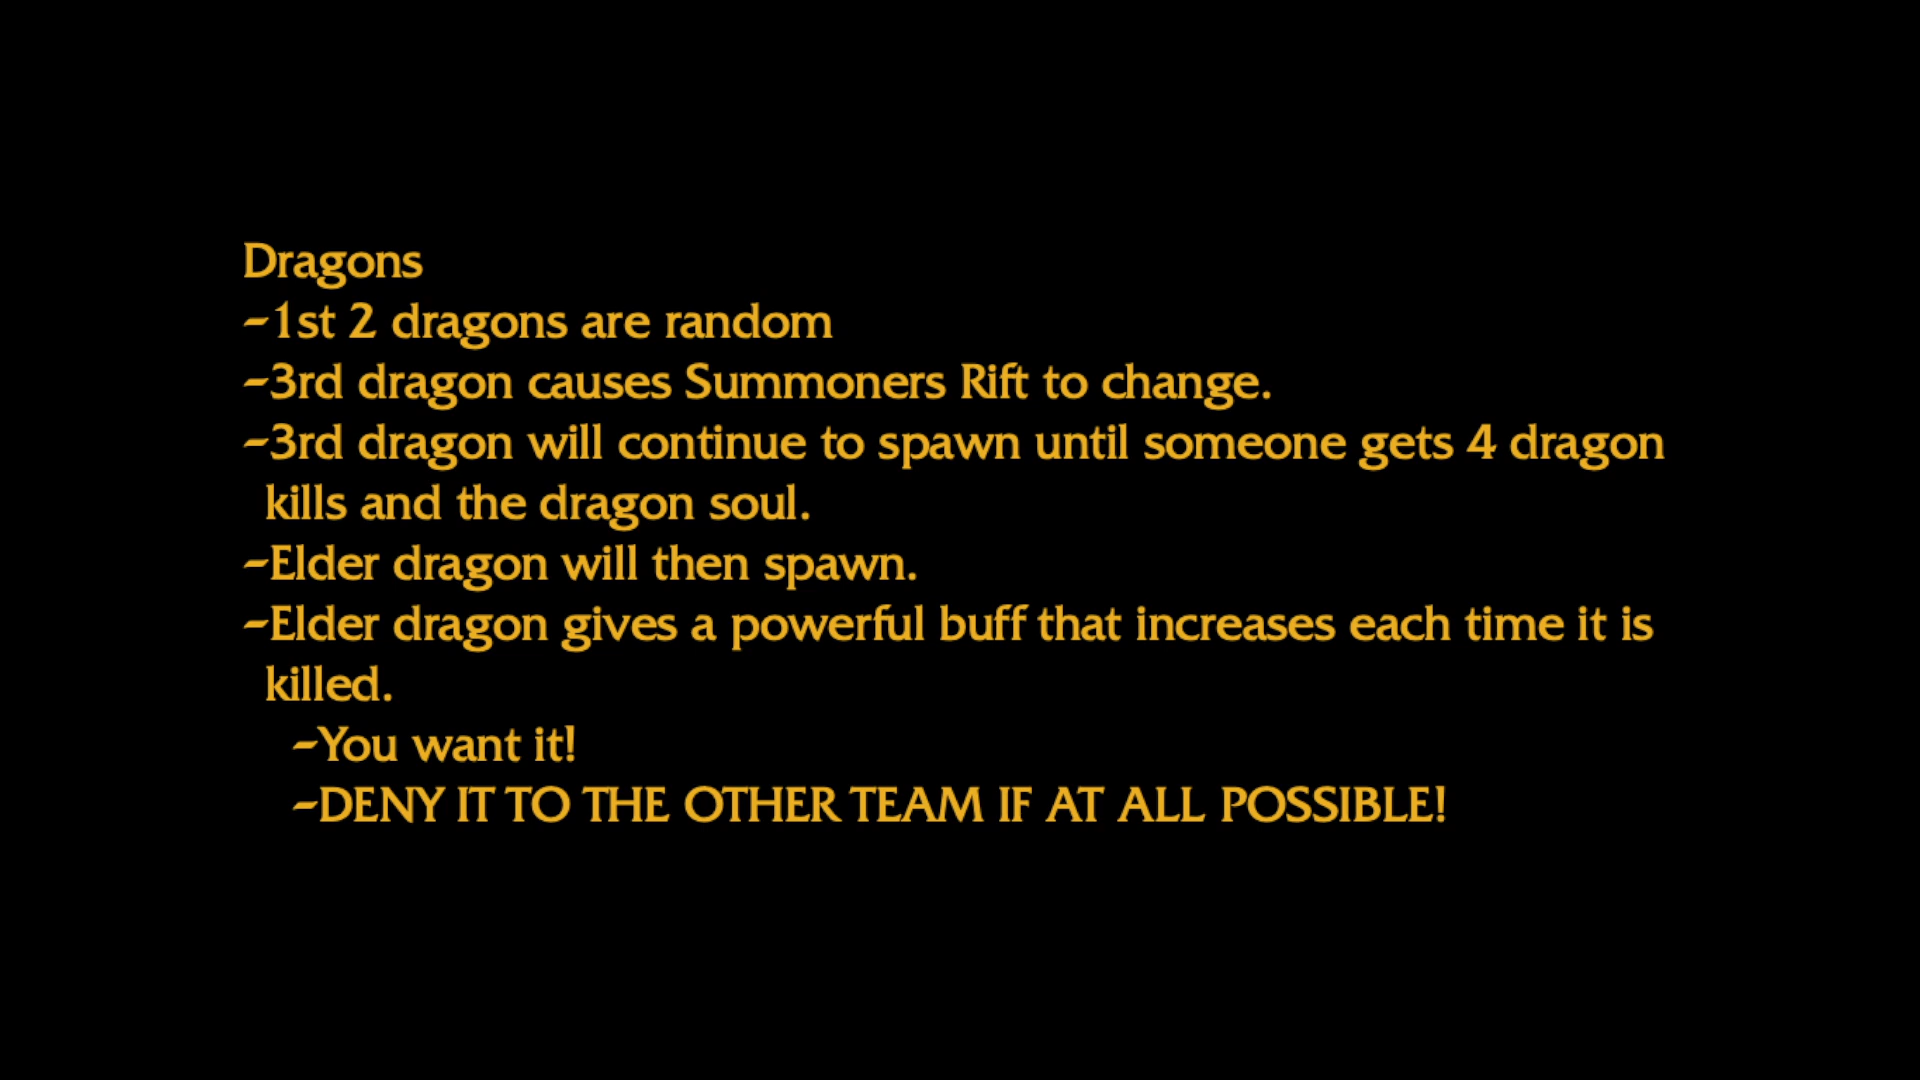 Dragons
-1st 2 dragons are random
-3rd dragon causes Summoners Rift to change.
-3rd dragon will continue to spawn until someone gets 4 dragon
kills and the dragon soul.
-Elder dragon will then spawn.
-Elder dragon gives a powerful buff that increases each time it is
killed.
-You want it!
-DENY IT TO THE OTHER TEAM IF AT ALL POSSIBLE!